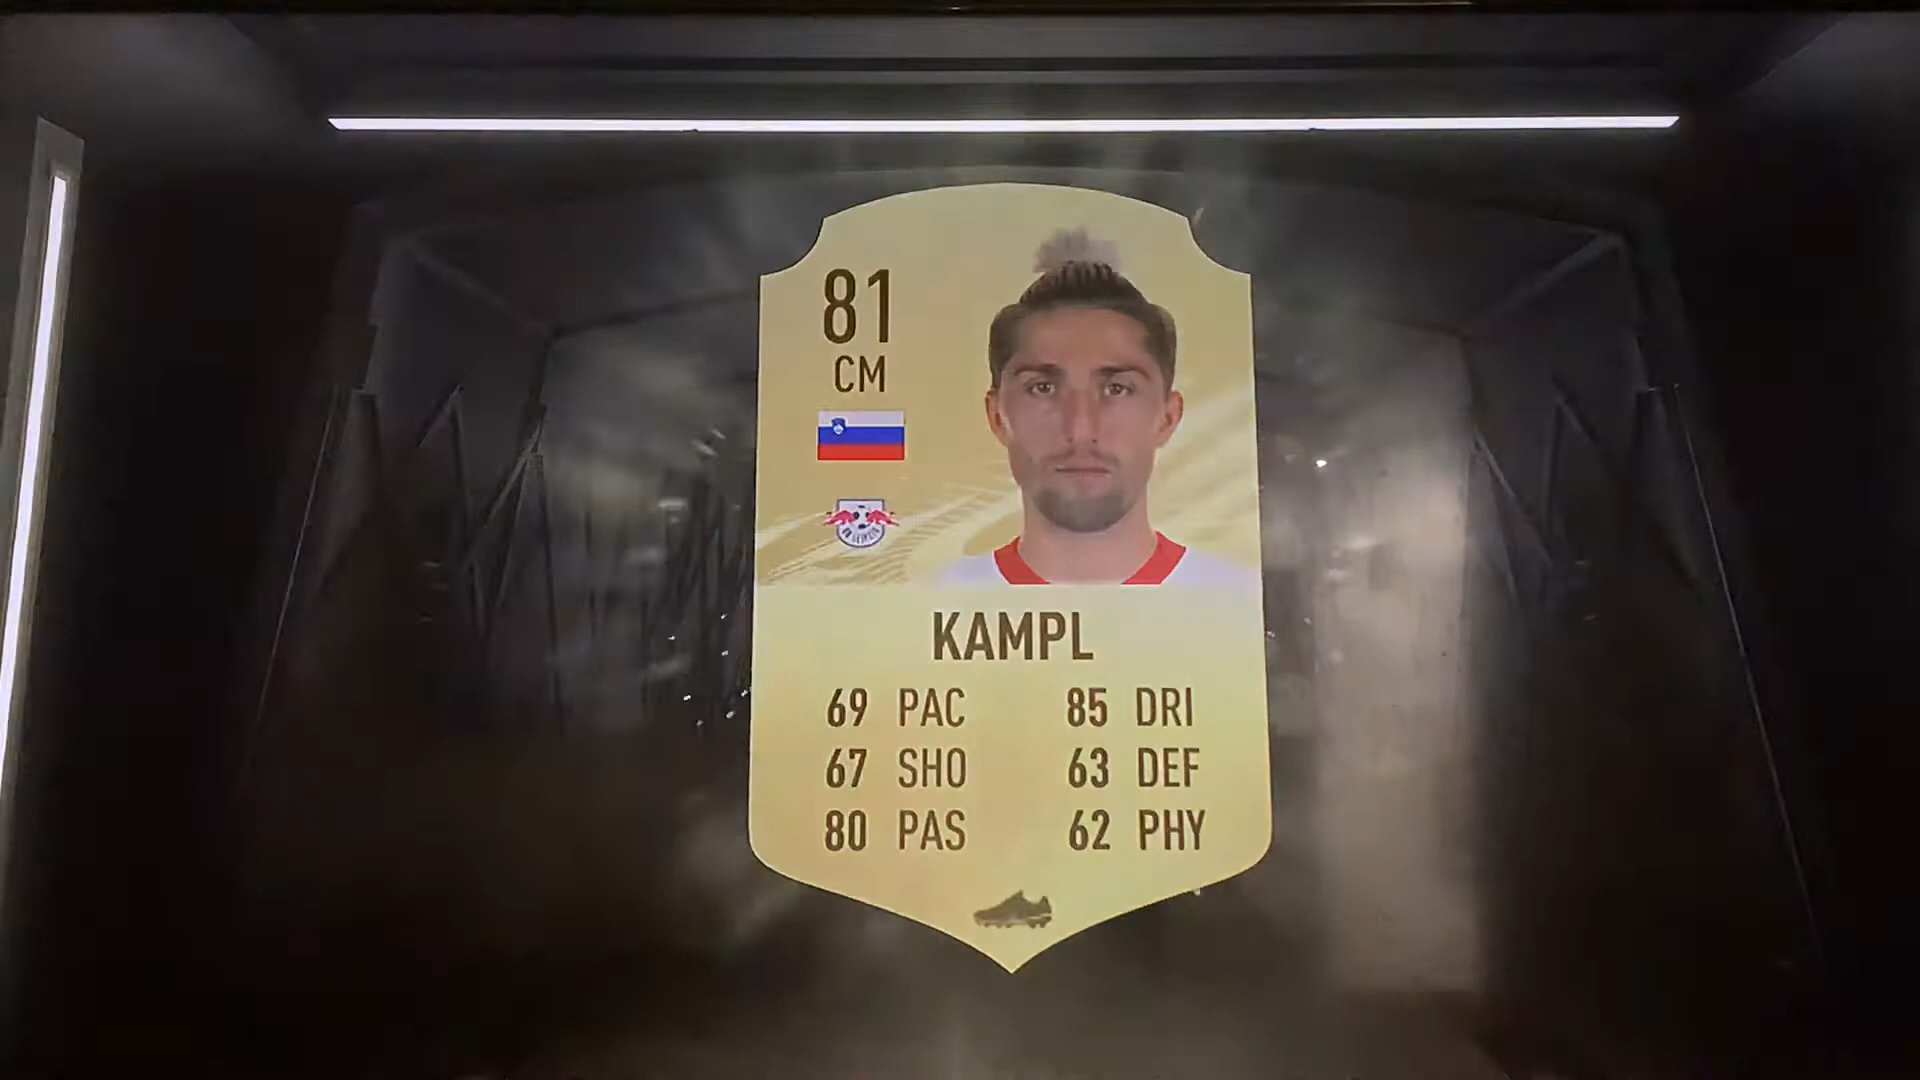 81
CM
KAMPL
69 PAC 85 DRI
67 SHO 63 DEF
80 PAS 62 PHY